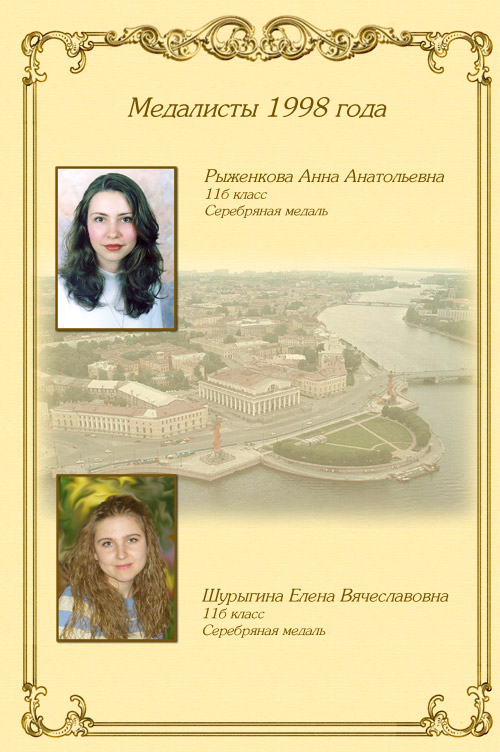 Медалисты 1998 года
Рыженкова Анна Анатольевна
11б класс
Серебряная медаль
Шурыгина Елена Вячеславовна
11б класс
Серебряная медаль